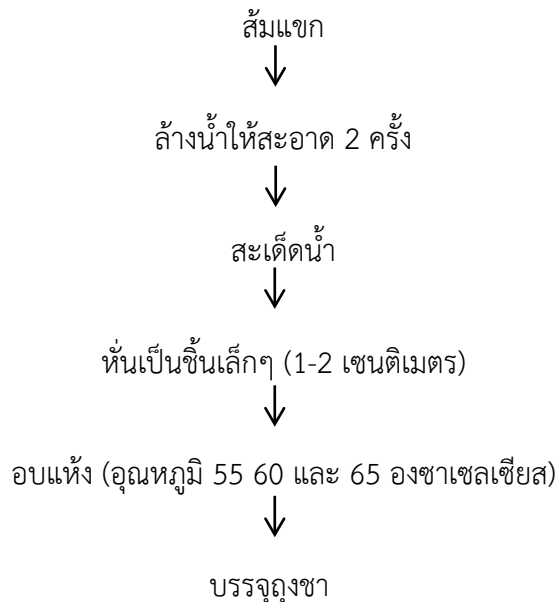 ส้มแขก
ล้างน้ำให้สะอาด 2 ครั้ง
สะเด็ดน้ำ
หั่นเป็นชิ้นเล็กๆ (1-2 เซนติเมตร)
อบแห้ง (อุณหภูมิ 55 60 และ 65 องซาเซลเซียส)
บรรจุถุงชา